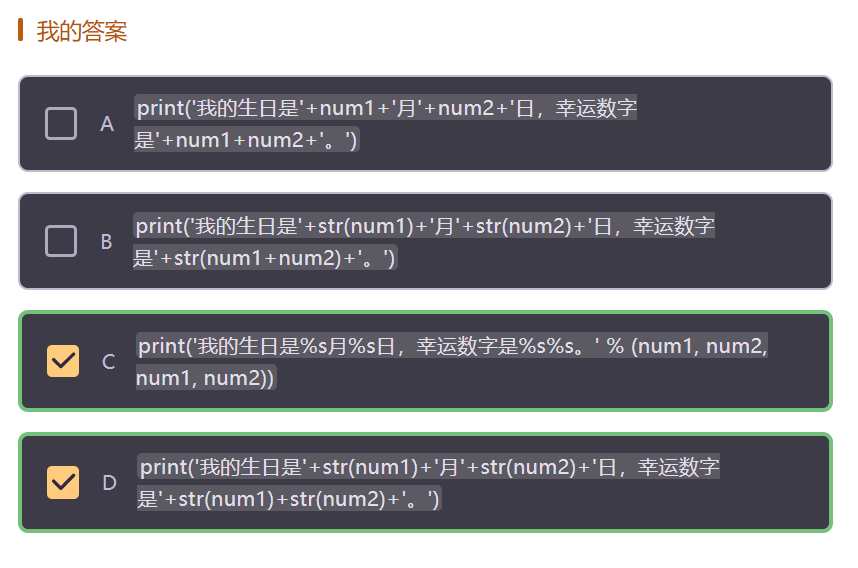 我的答案
A print('我的生日是'+num1+'月'+num2+'日，幸运数字
是'+num1+num2+'。')
B print('我的生日是'+str(num1)+'月'+str(num2)+'日，幸运数字
是'+str(num1+num2)+'。')
C print('我的生日是%s月%s日，幸运数字是%s%s。' % (num1, num2,
num1, num2))
D print('我的生日是'+str(num1)+'月'+str(num2)+'日，幸运数字
是'+str(num1)+str(num2)+'。')